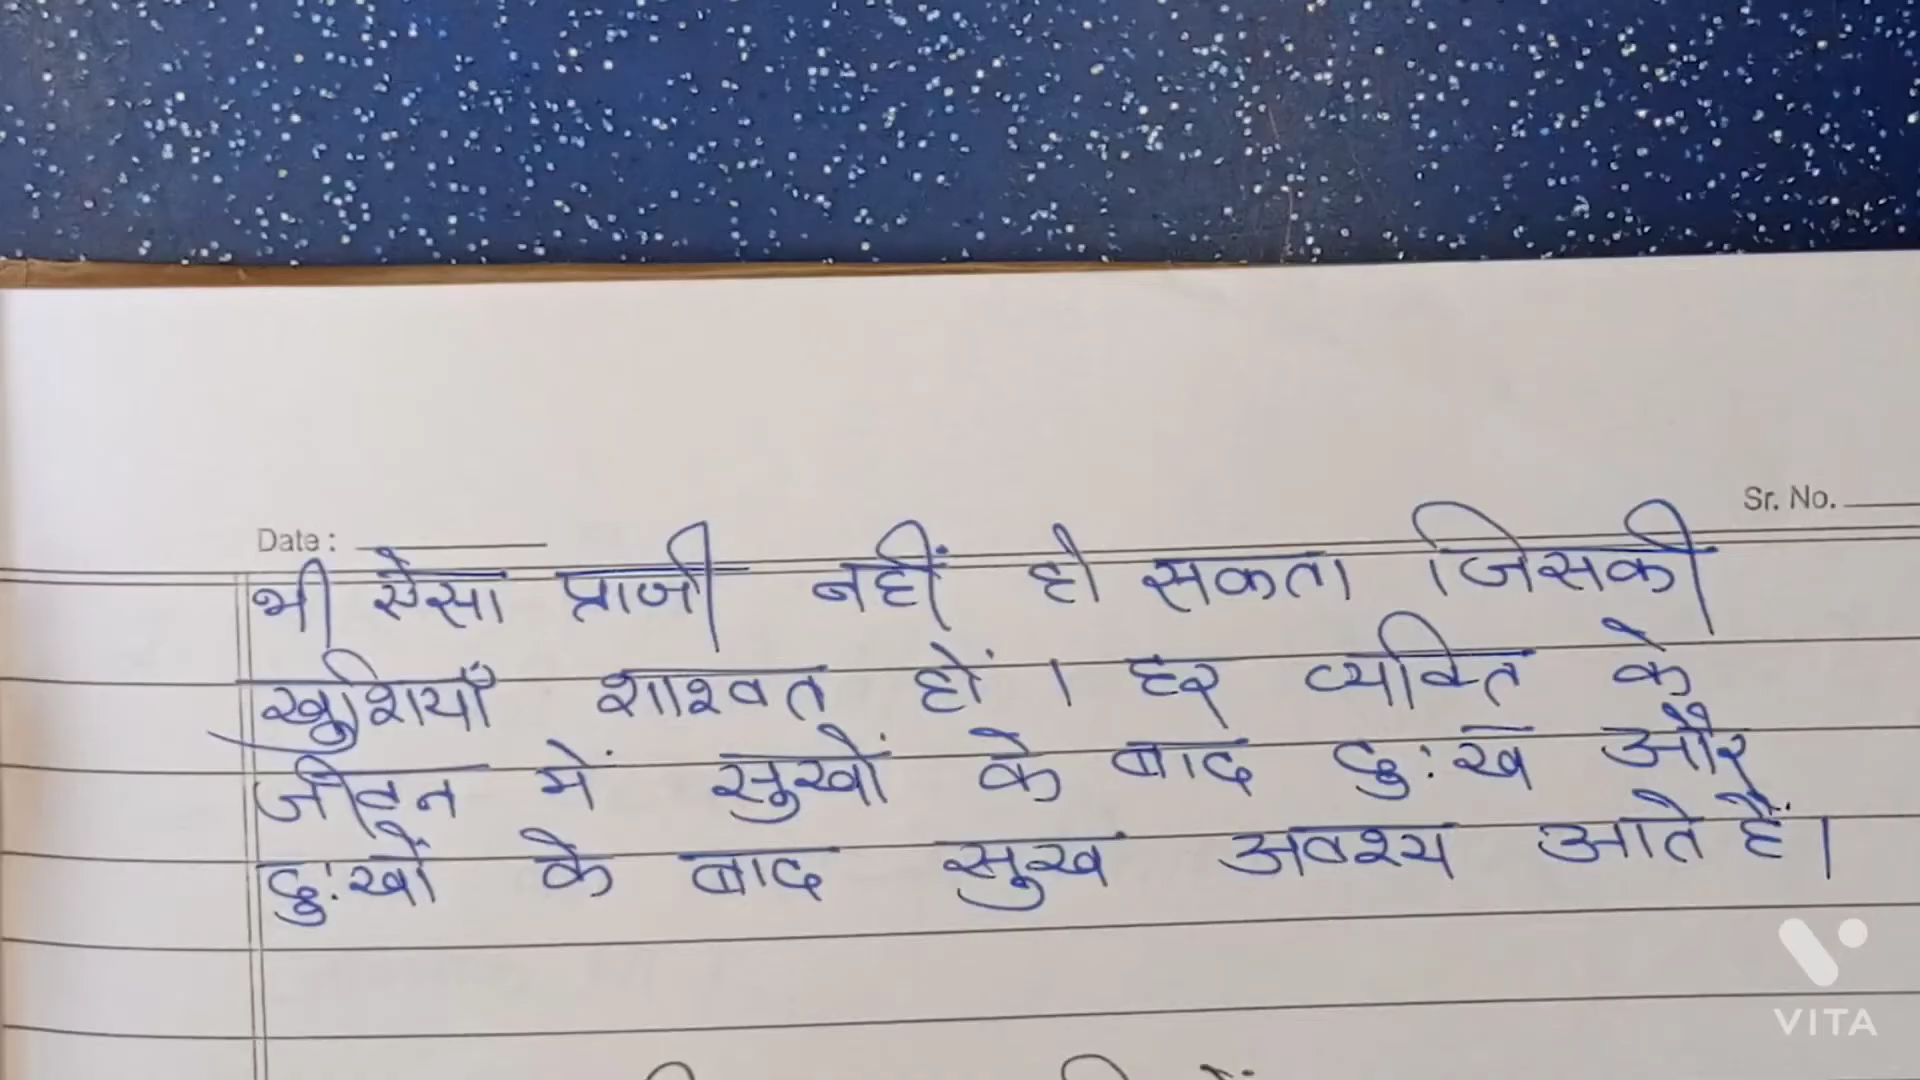 Sr. No.
Date :
भी ऐसा प्राणी नहीं हो सकता जिसकी
खुशियाँ शाश्वत हों । हर व्यक्ति के
जीवन में सुखों के बाद दुःख और
दुःखों के बाद सुख अवश्य आते हैं ।
VITA